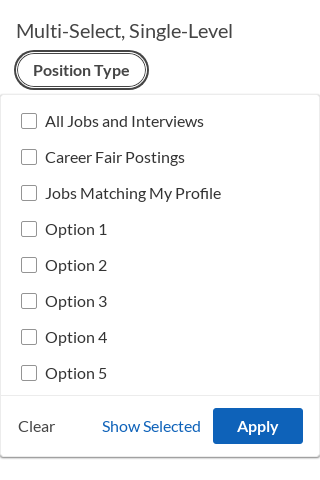 Multi-Select, Single-Level
Position Type
All Jobs and Interviews
Career Fair Postings
Jobs Matching My Profile
Option 1
Option 2
Option 3
Option 4
Option 5
Clear Show Selected Apply